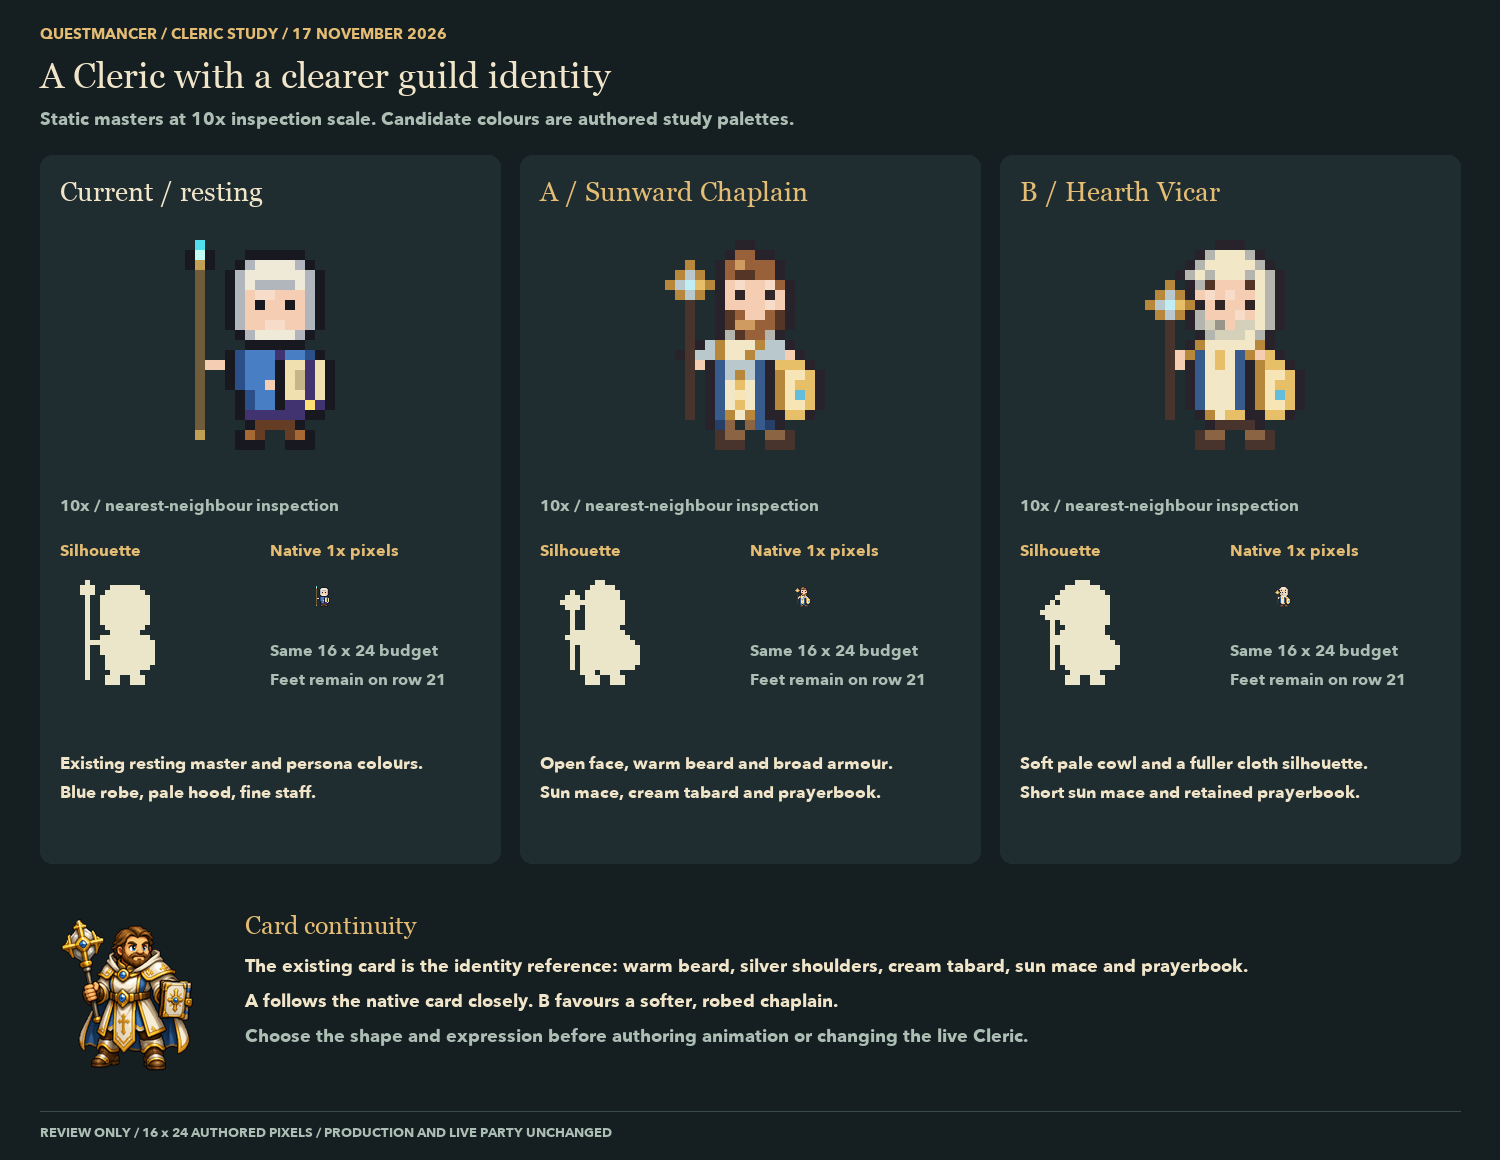 QUESTMANCER / CLERIC STUDY / 17 NOVEMBER 2026
A Cleric with a clearer guild identity
Static masters at 10x inspection scale. Candidate colours are authored study palettes.
Current / resting
10x / nearest-neighbour inspection
Silhouette
Native 1x pixels
Same 16 x 24 budget
Feet remain on row 21
Existing resting master and persona colours.
Blue robe, pale hood, fine staff.
A / Sunward Chaplain
10x / nearest-neighbour inspection
Silhouette
Native 1x pixels
Same 16 x 24 budget
Feet remain on row 21
Open face, warm beard and broad armour.
Sun mace, cream tabard and prayerbook.
B / Hearth Vicar
10x / nearest-neighbour inspection
Silhouette
Native 1x pixels
Same 16 x 24 budget
Feet remain on row 21
Soft pale cowl and a fuller cloth silhouette.
Short sun mace and retained prayerbook.
Card continuity
The existing card is the identity reference: warm beard, silver shoulders, cream tabard, sun mace and prayerbook.
A follows the native card closely. B favours a softer, robed chaplain.
Choose the shape and expression before authoring animation or changing the live Cleric.
REVIEW ONLY / 16 x 24 AUTHORED PIXELS / PRODUCTION AND LIVE PARTY UNCHANGED